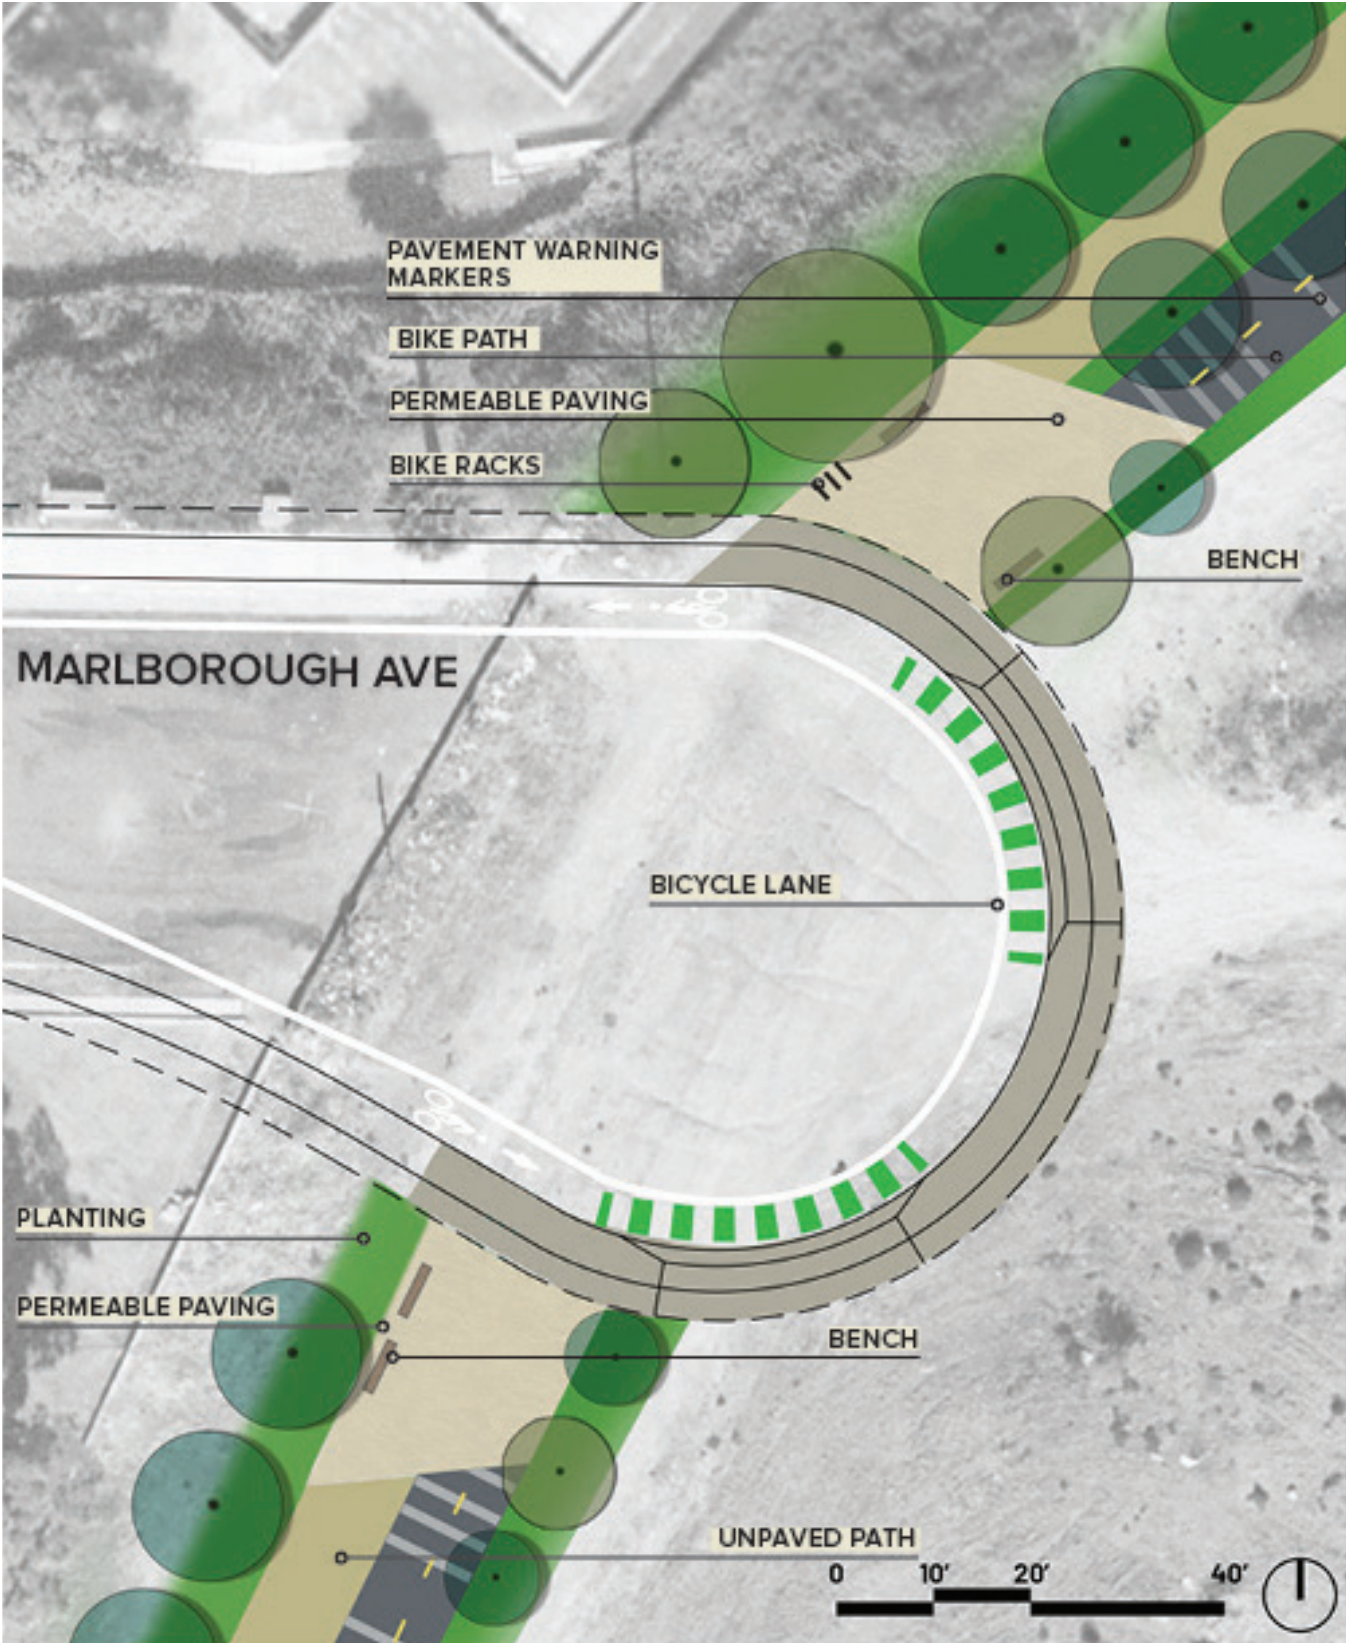 PAVEMENT WARNING
MARKERS
BIKE PATH
PERMEABLE PAVING
BIKE RACKS
BENCH
MARLBOROUGH AVE
BICYCLE LANE
PLANTING
PERMEABLE PAVING
BENCH
UNPAVED PATH
0 10' 20' 40'